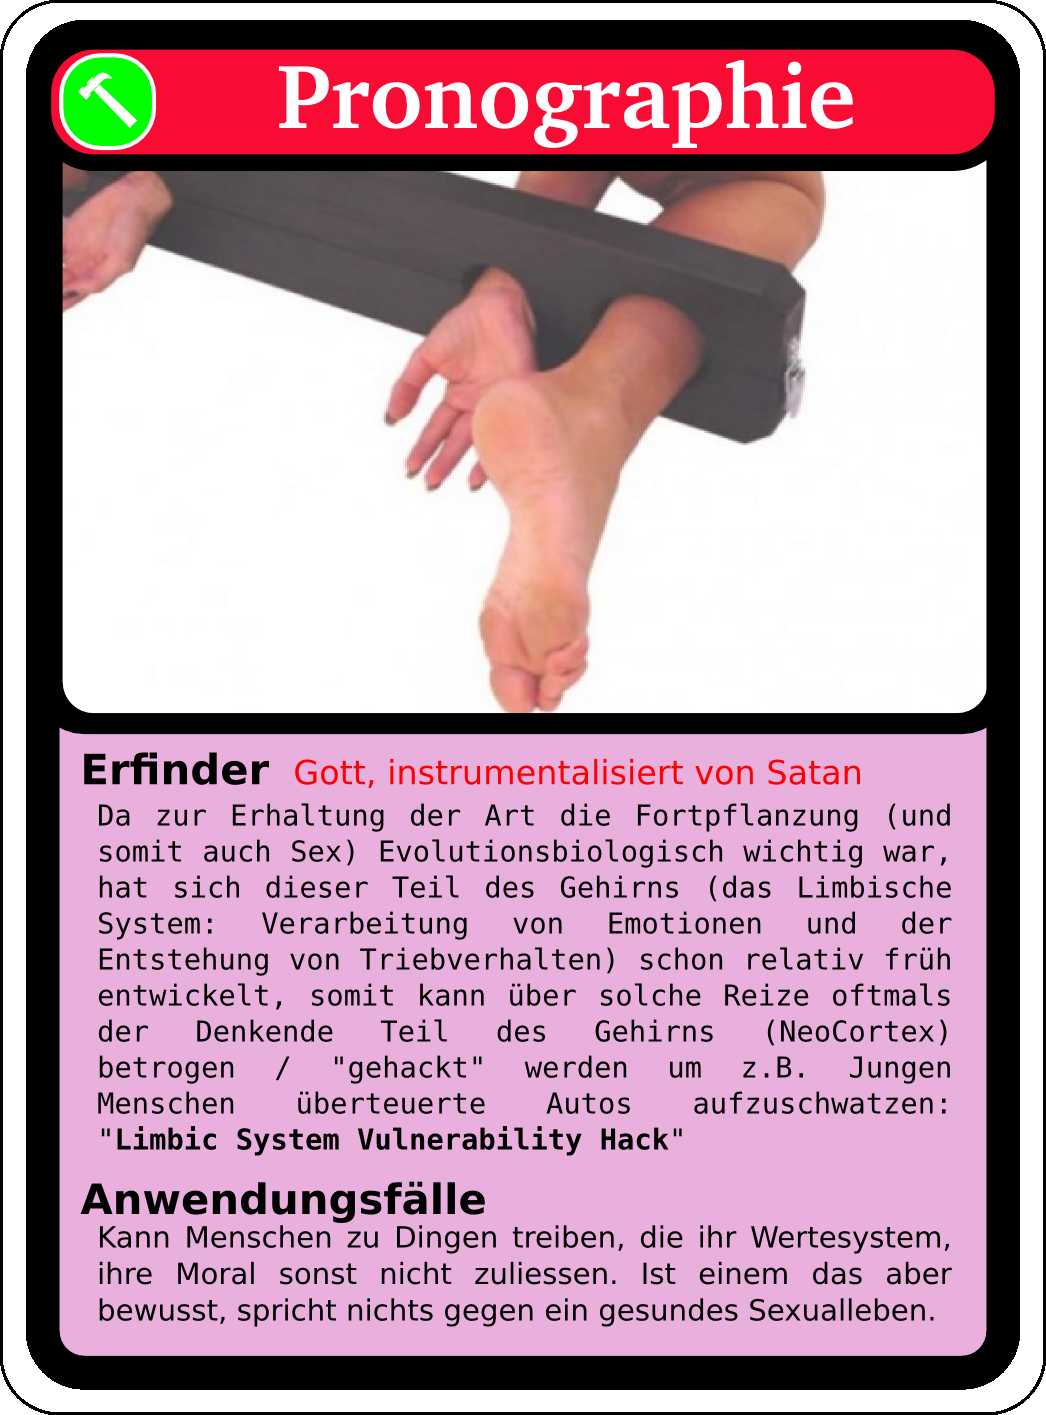 Pronographie
Erfinder Gott, instrumentalisiert von Satan
Da zur Erhaltung der Art die Fortpflanzung (und
somit auch Sex) Evolutionsbiologisch wichtig war,
hat sich dieser Teil des Gehirns (das Limbische
System: Verarbeitung von Emotionen und der
Entstehung von Triebverhalten) schon relativ früh
entwickelt, somit kann über solche Reize oftmals
der Denkende Teil des Gehirns (NeoCortex)
betrogen / "gehackt" werden um z.B. Jungen
Menschen überteuerte Autos aufzuschwatzen:
"Limbic System Vulnerability Hack"
Anwendungsfälle
Kann Menschen zu Dingen treiben, die ihr Wertesystem,
ihre Moral sonst nicht zuliessen. Ist einem das aber
bewusst, spricht nichts gegen ein gesundes Sexualleben.